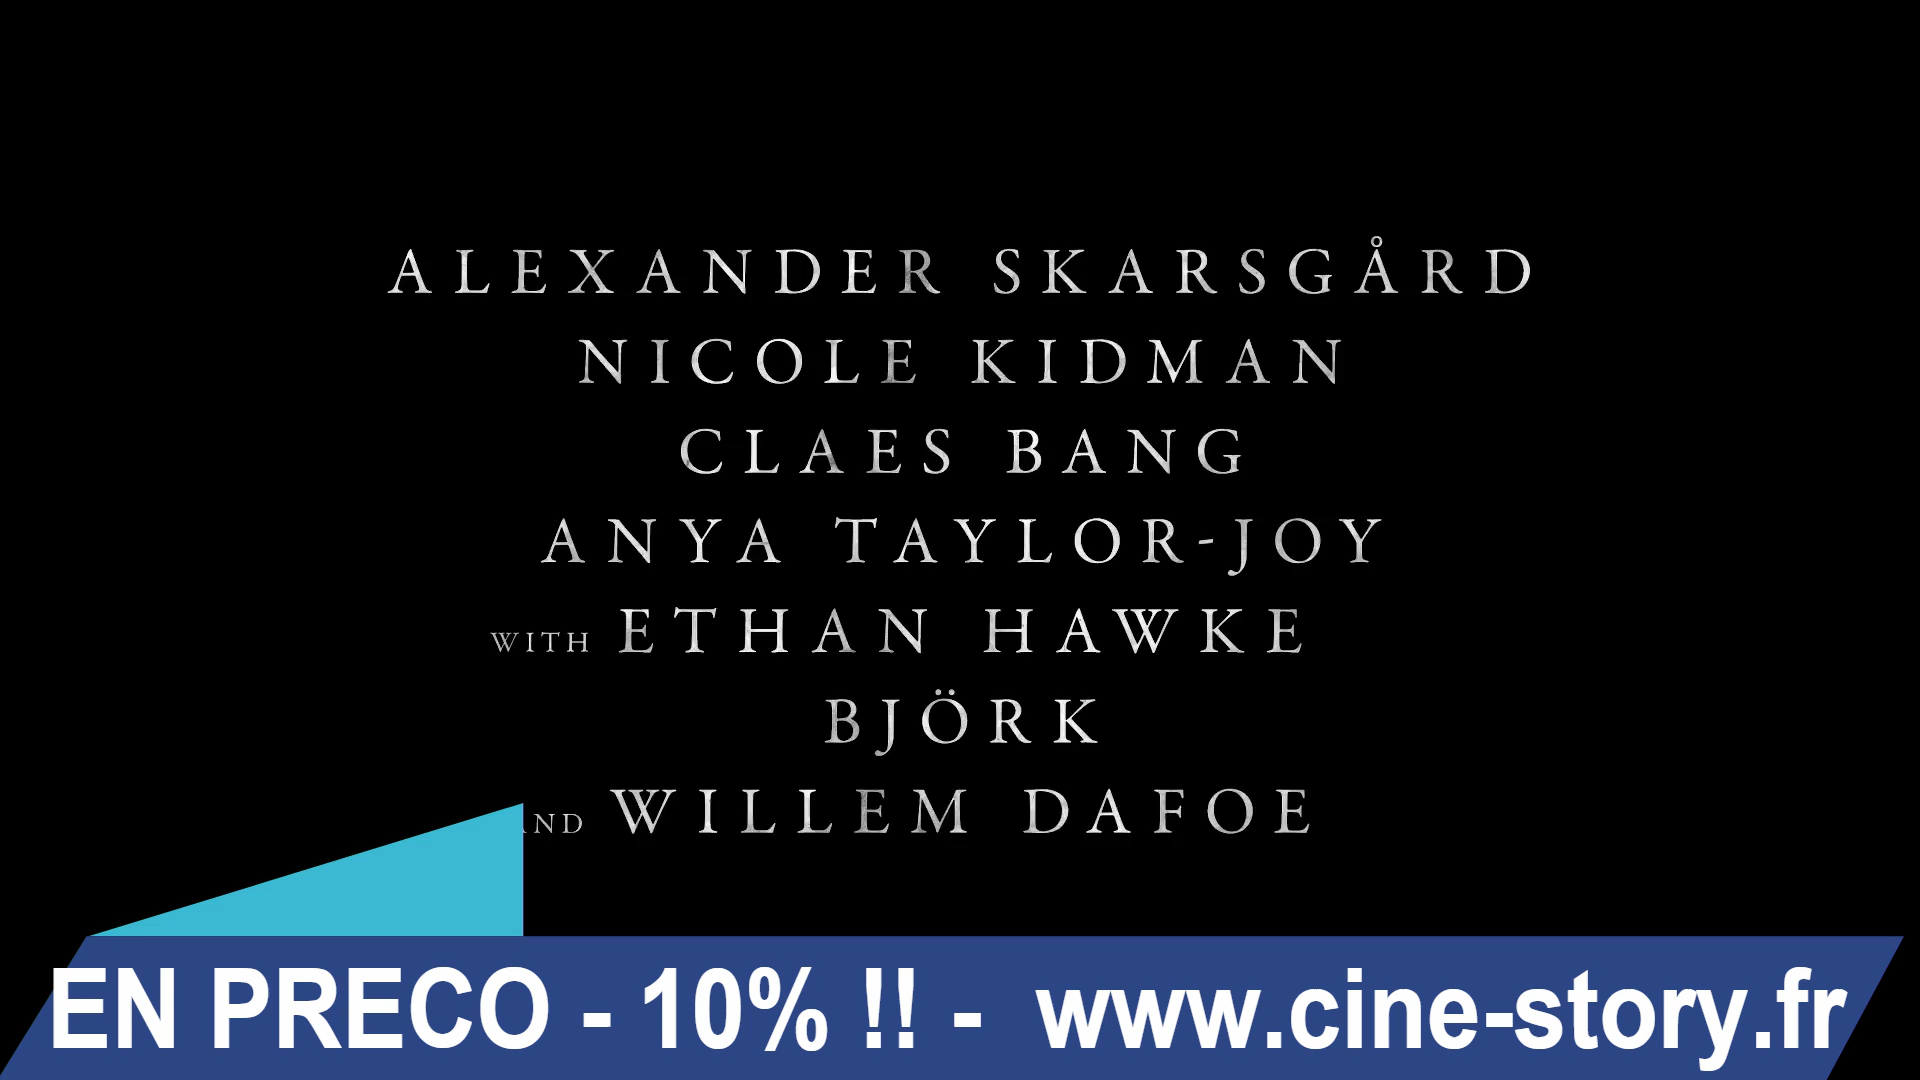 ALEXANDER SKARSGÅRD
NICOLE KIDMAN
CLAES BANG
ANYA TAYLOR-JOY
WITH ETHAN HAWKE
BJÖRK
AND WILLEM DAFOE
EN PRECO - 10% !! - www.cine-story.fr